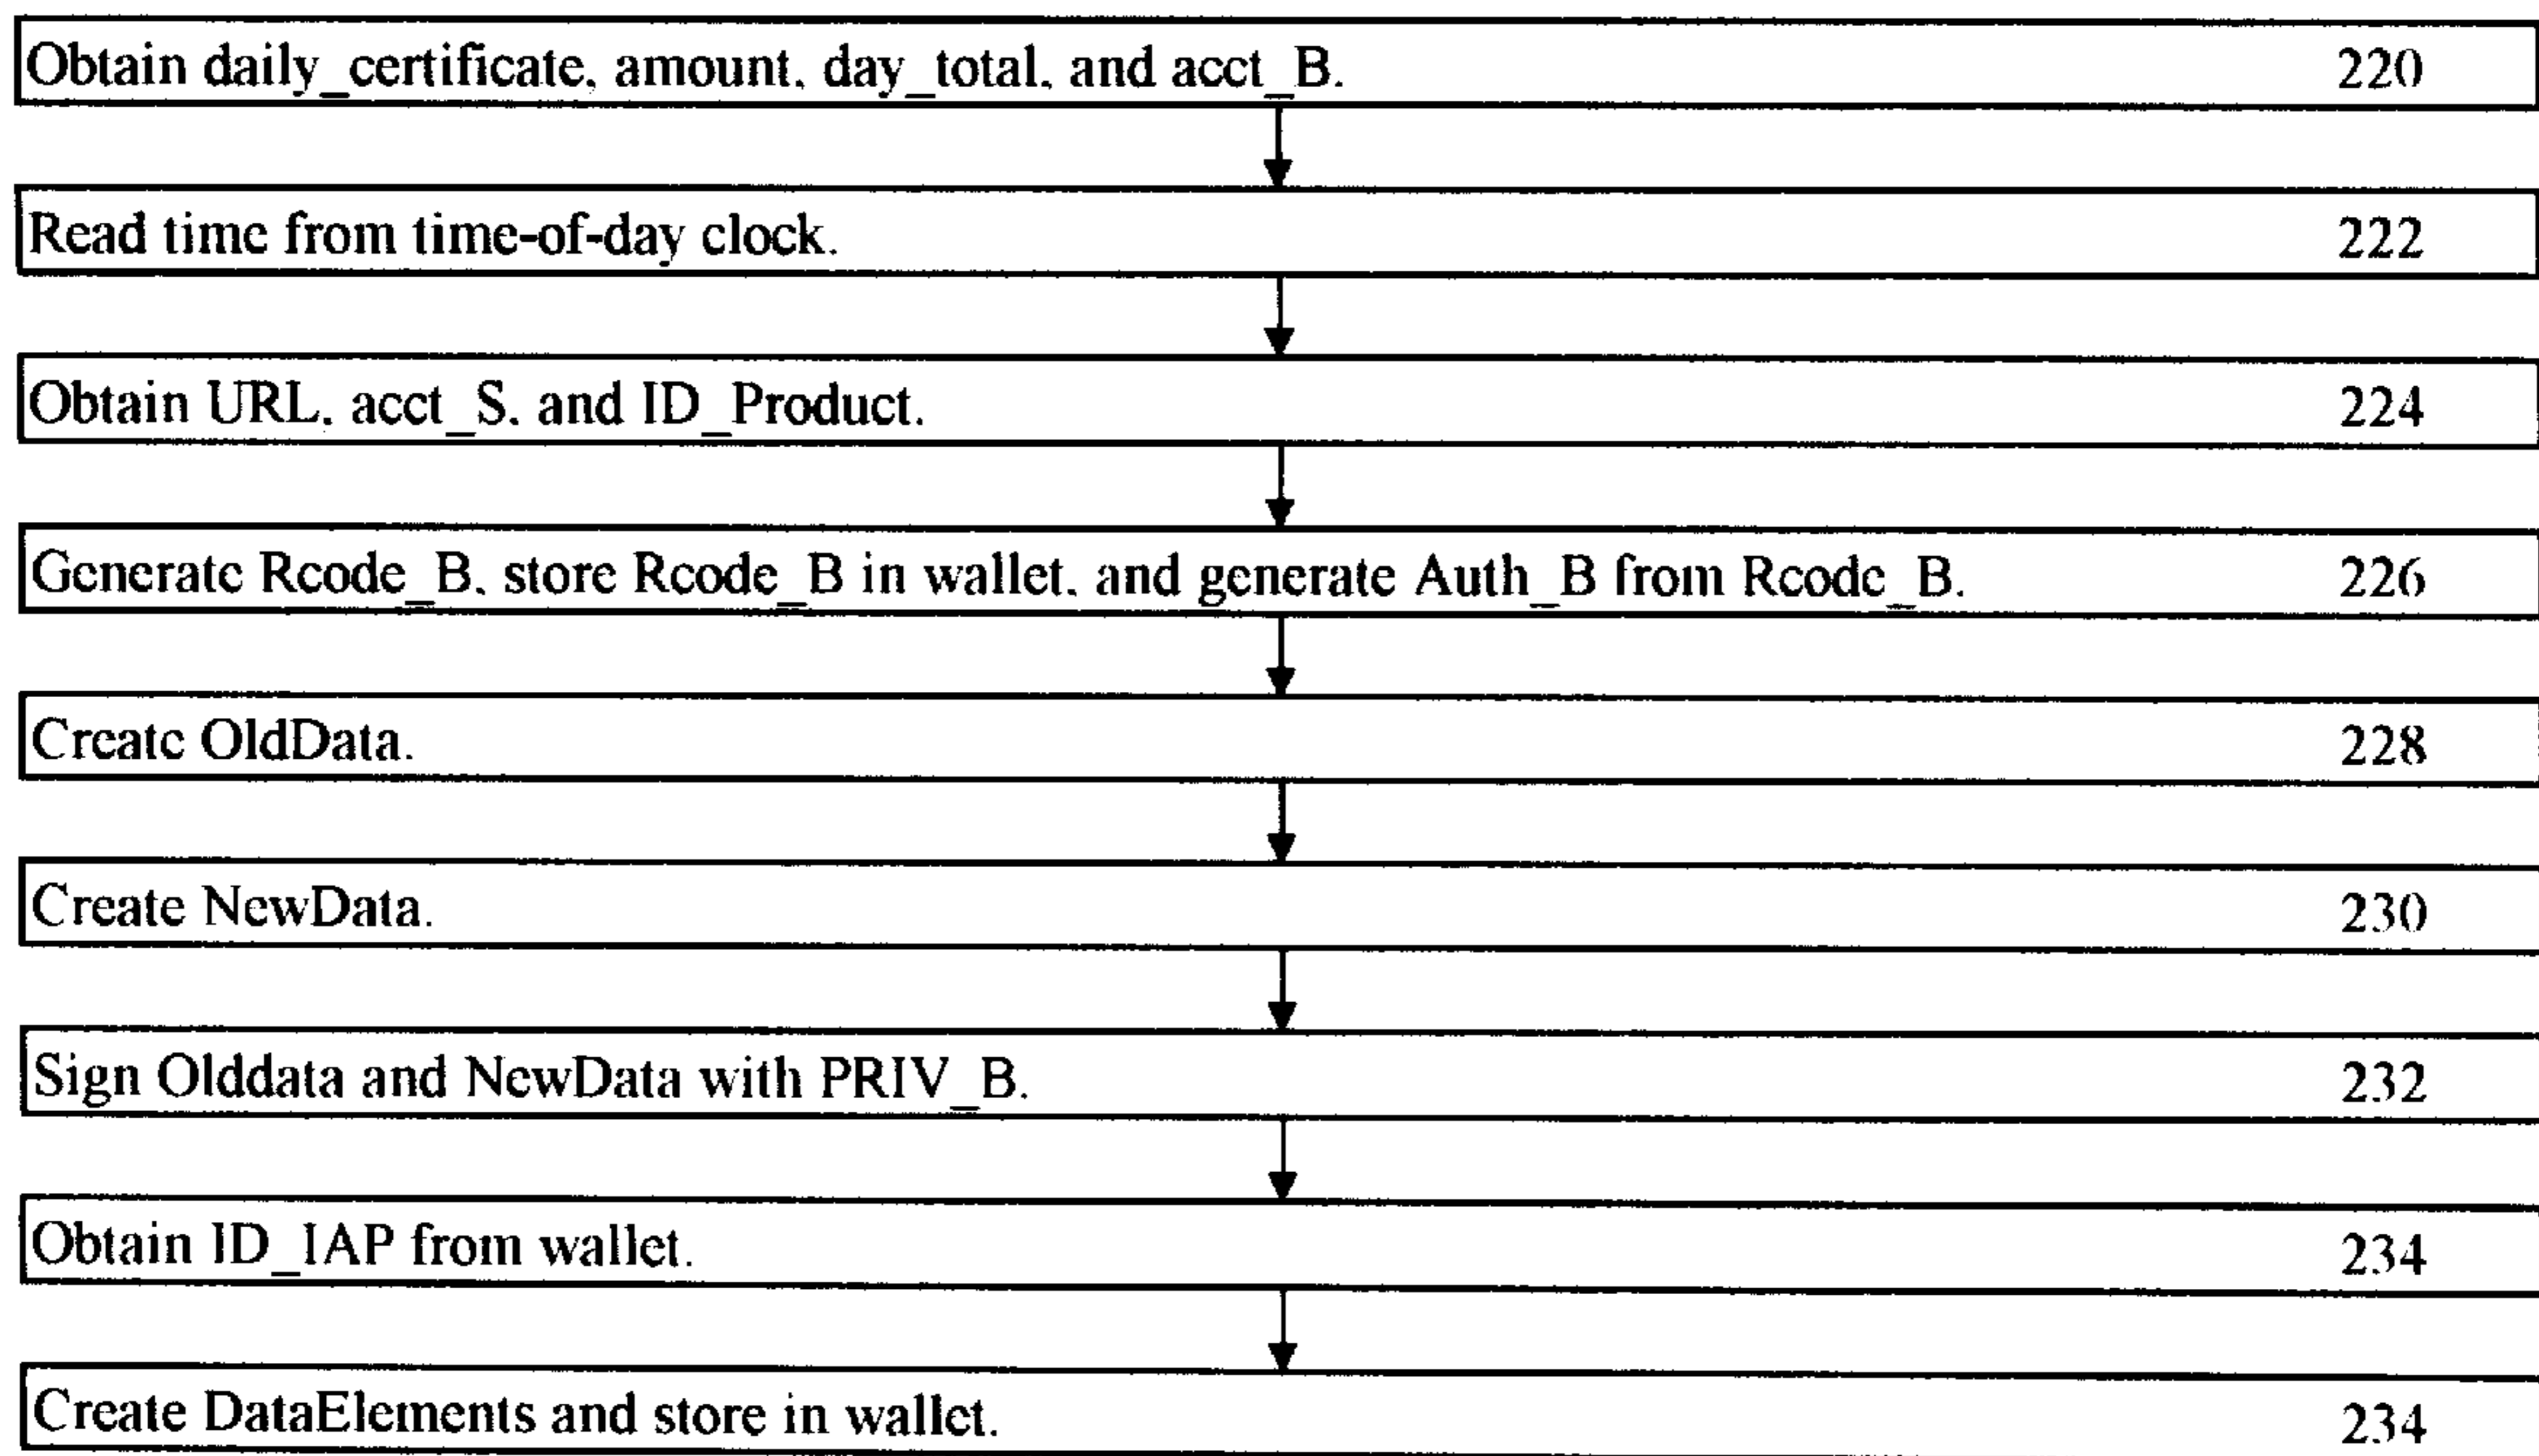 Obtain daily_certificate, amount, day_total, and acct_B. 220
Read time from time-of-day clock. 222
Obtain URL, acct_S, and ID_Product. 224
Generate Rcode_B, store Rcode_B in wallet, and generate Auth_B from Rcode_B. 226
Create OldData. 228
Create NewData. 230
Sign Olddata and NewData with PRIV_B. 232
Obtain ID_IAP from wallet. 234
Create DataElements and store in wallet. 234